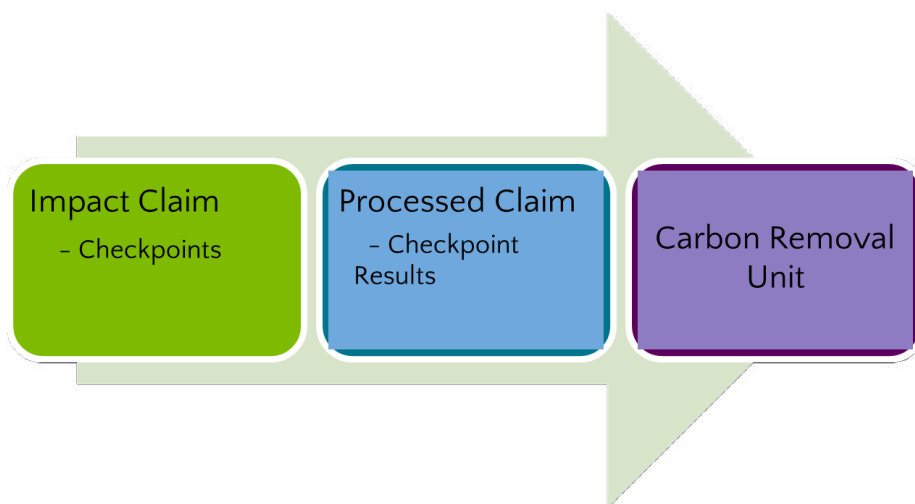 Impact Claim
– Checkpoints
Processed Claim
– Checkpoint
Results
Carbon Removal
Unit